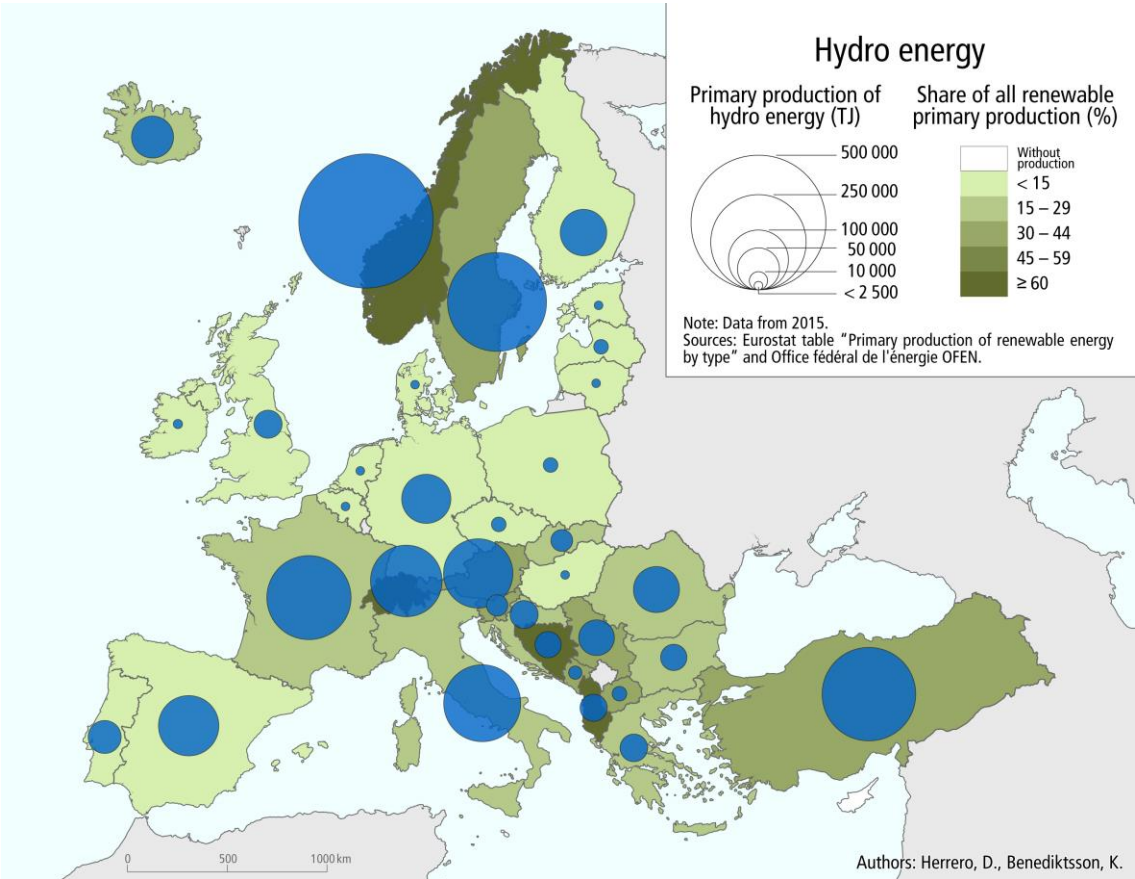 Hydro energy
Primary production of
hydro energy (TJ)
500 000
250 000
100 000
50 000
10 000
< 2 500
Share of all renewable
primary production (%)
Without
production
< 15
15 – 29
30 – 44
45 – 59
≥ 60
Note: Data from 2015.
Sources: Eurostat table “Primary production of renewable energy
by type” and Office fédéral de l'énergie OFEN.
0 500 1000 km
Authors: Herrero, D., Benediktsson, K.